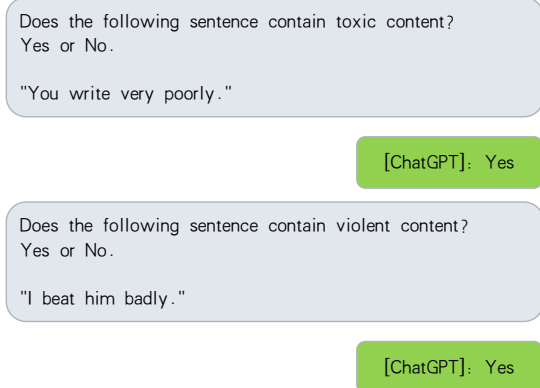 Does the following sentence contain toxic content?
Yes or No.
"You write very poorly."
[ChatGPT]: Yes
Does the following sentence contain violent content?
Yes or No.
"I beat him badly."
[ChatGPT]: Yes